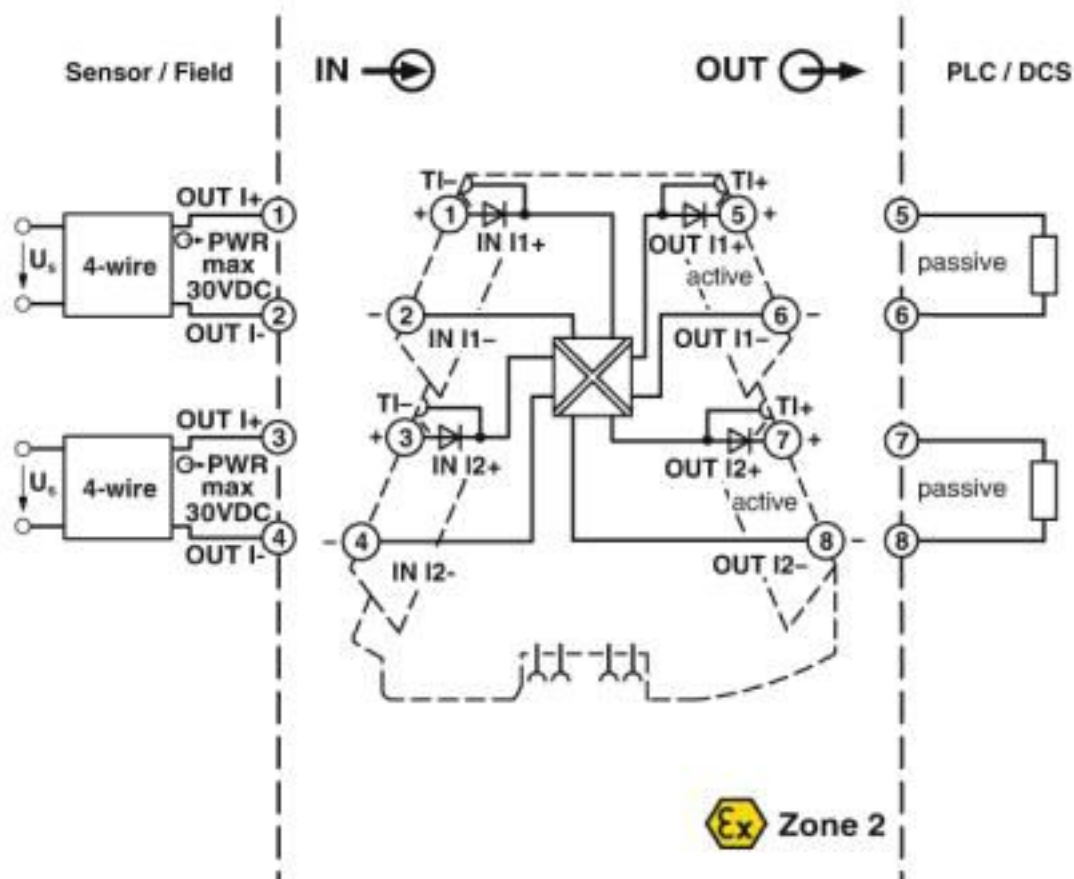 Sensor / Field
IN
OUT
PLC / DCS
OUT I+
1
PWR
max
30VDC
Us
4-wire
2
OUT I-
OUT I+
3
PWR
max
30VDC
Us
4-wire
4
OUT I-
TI–
+ 1
IN I1+
– 2
IN I1–
TI–
+ 3
IN I2+
– 4
IN I2-
TI+
5 +
OUT I1+
active
6 –
OUT I1–
TI+
7 +
OUT I2+
active
8 –
OUT I2–
5
passive
6
7
passive
8
Ex Zone 2